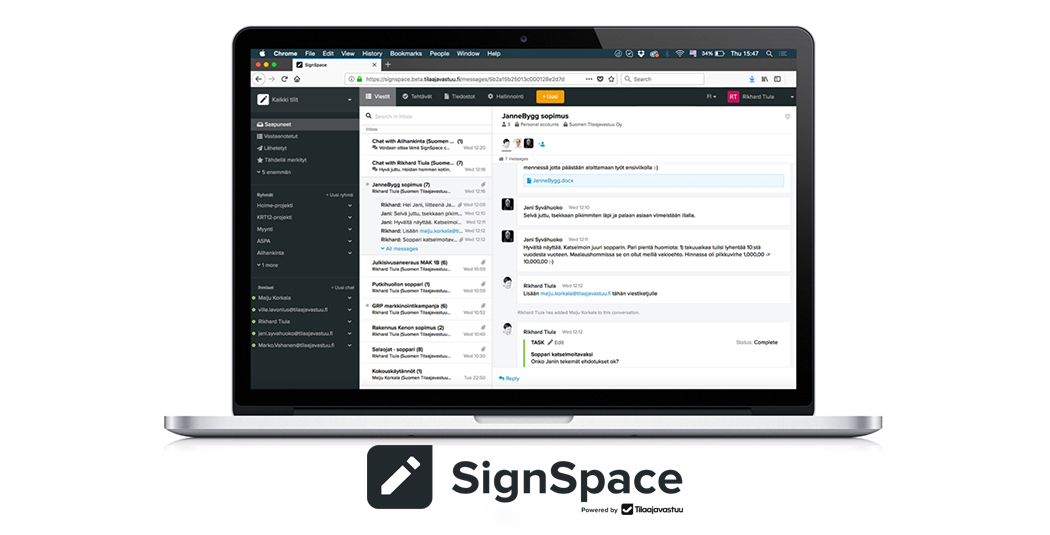 Chrome File Edit View History Bookmarks People Window Help
34% Thu 15:47
SignSpace
https://signspace.beta.tilaajavastuu.fi/messages/5b2a15b25013c000128e2d7d
Search
Kaikki tilit
Viestit Tehtävät Tiedostot Hallinnointi + Uusi
FI RT Rikhard Tiula
Saapuneet
Vastaanotetut
Lähetetyt
Tähdellä merkityt
5 enemmän
Ryhmät + Uusi ryhmä
Holme-projekti
KRT12-projekti
Myynti
ASPA
Alihankinta
1 more
Ihmiset + Uusi chat
Maiju Korkala
ville.lavonius@tilaajavastuu.fi
Rikhard Tiula
jani.syvahuoko@tilaajavastuu.fi
Marko.Vahanen@tilaajavastuu.fi
Search in Inbox
Inbox
Chat with Alihankinta (Suomen ... (1)
Voidaan ottaa tämä SignSpace c... Wed 12:20
Chat with Rikhard Tiula (Suome... (7)
Hyvä juttu. Hoidan homman kotiin. Wed 12:18
JanneBygg sopimus (7)
Rikhard Tiula (Suomen Tilaajavastuu... Wed 12:16
Rikhard: Hei Jani, liitteenä Ja... Wed 12:08
Jani: Selvä juttu, tsekkaan pikimm... Wed 12:10
Jani: Hyvältä näyttää. Katselmoi... Wed 12:11
Rikhard: Lisään maiju.korkala@ti... Wed 12:12
Rikhard: Soppari katselmoitav... Wed 12:12
All messages
Julkisivusaneeraus MAK 1B (6)
Rikhard Tiula (Suomen Tilaajavastuu... Wed 10:59
Putkihuollon soppari (1)
Rikhard Tiula (Suomen Tilaajavastuu... Wed 10:59
GRP markkinointikampanja (6)
Rikhard Tiula (Suomen Tilaajavastuu... Wed 10:52
Rakennus Kenon sopimus (2)
Rikhard Tiula (Suomen Tilaajavastuu... Wed 10:40
Salaojat - soppari (8)
Rikhard Tiula (Suomen Tilaajavastuu... Wed 10:30
Kokouskäytännöt (1)
Maiju Korkala (Suomen Tilaajavastuu... Tue 22:50
JanneBygg sopimus
3 Personal accounts Suomen Tilaajavastuu Oy
7 messages
mennessä jotta päästään aloittamaan työt ensiviikolla :)
JanneBygg.docx
Jani Syvähuoko Wed 12:10
Selvä juttu, tsekkaan pikimmiten läpi ja palaan asiaan viimeistään illalla.
Jani Syvähuoko Wed 12:11
Hyvältä näyttää. Katselmoin juuri sopparin. Pari pientä huomiota: 1) takuuaikaa tulisi lyhentää 10:stä
vuodesta vuoteen. Maalaushommissa se on ollut meillä vakioehto. Hinnassa oli pilkkuvirhe 1,000,00 ->
10,000,00 :)
Rikhard Tiula Wed 12:12
Lisään maiju.korkala@tilaajavastuu.fi tähän viestiketjulle
Rikhard Tiula has added Maiju Korkala to this conversation.
Rikhard Tiula Wed 12:12
TASK Edit Status: Complete
Soppari katselmoitavaksi
Onko Janin tekemät ehdotukset ok?
Reply
SignSpace
Powered by Tilaajavastuu